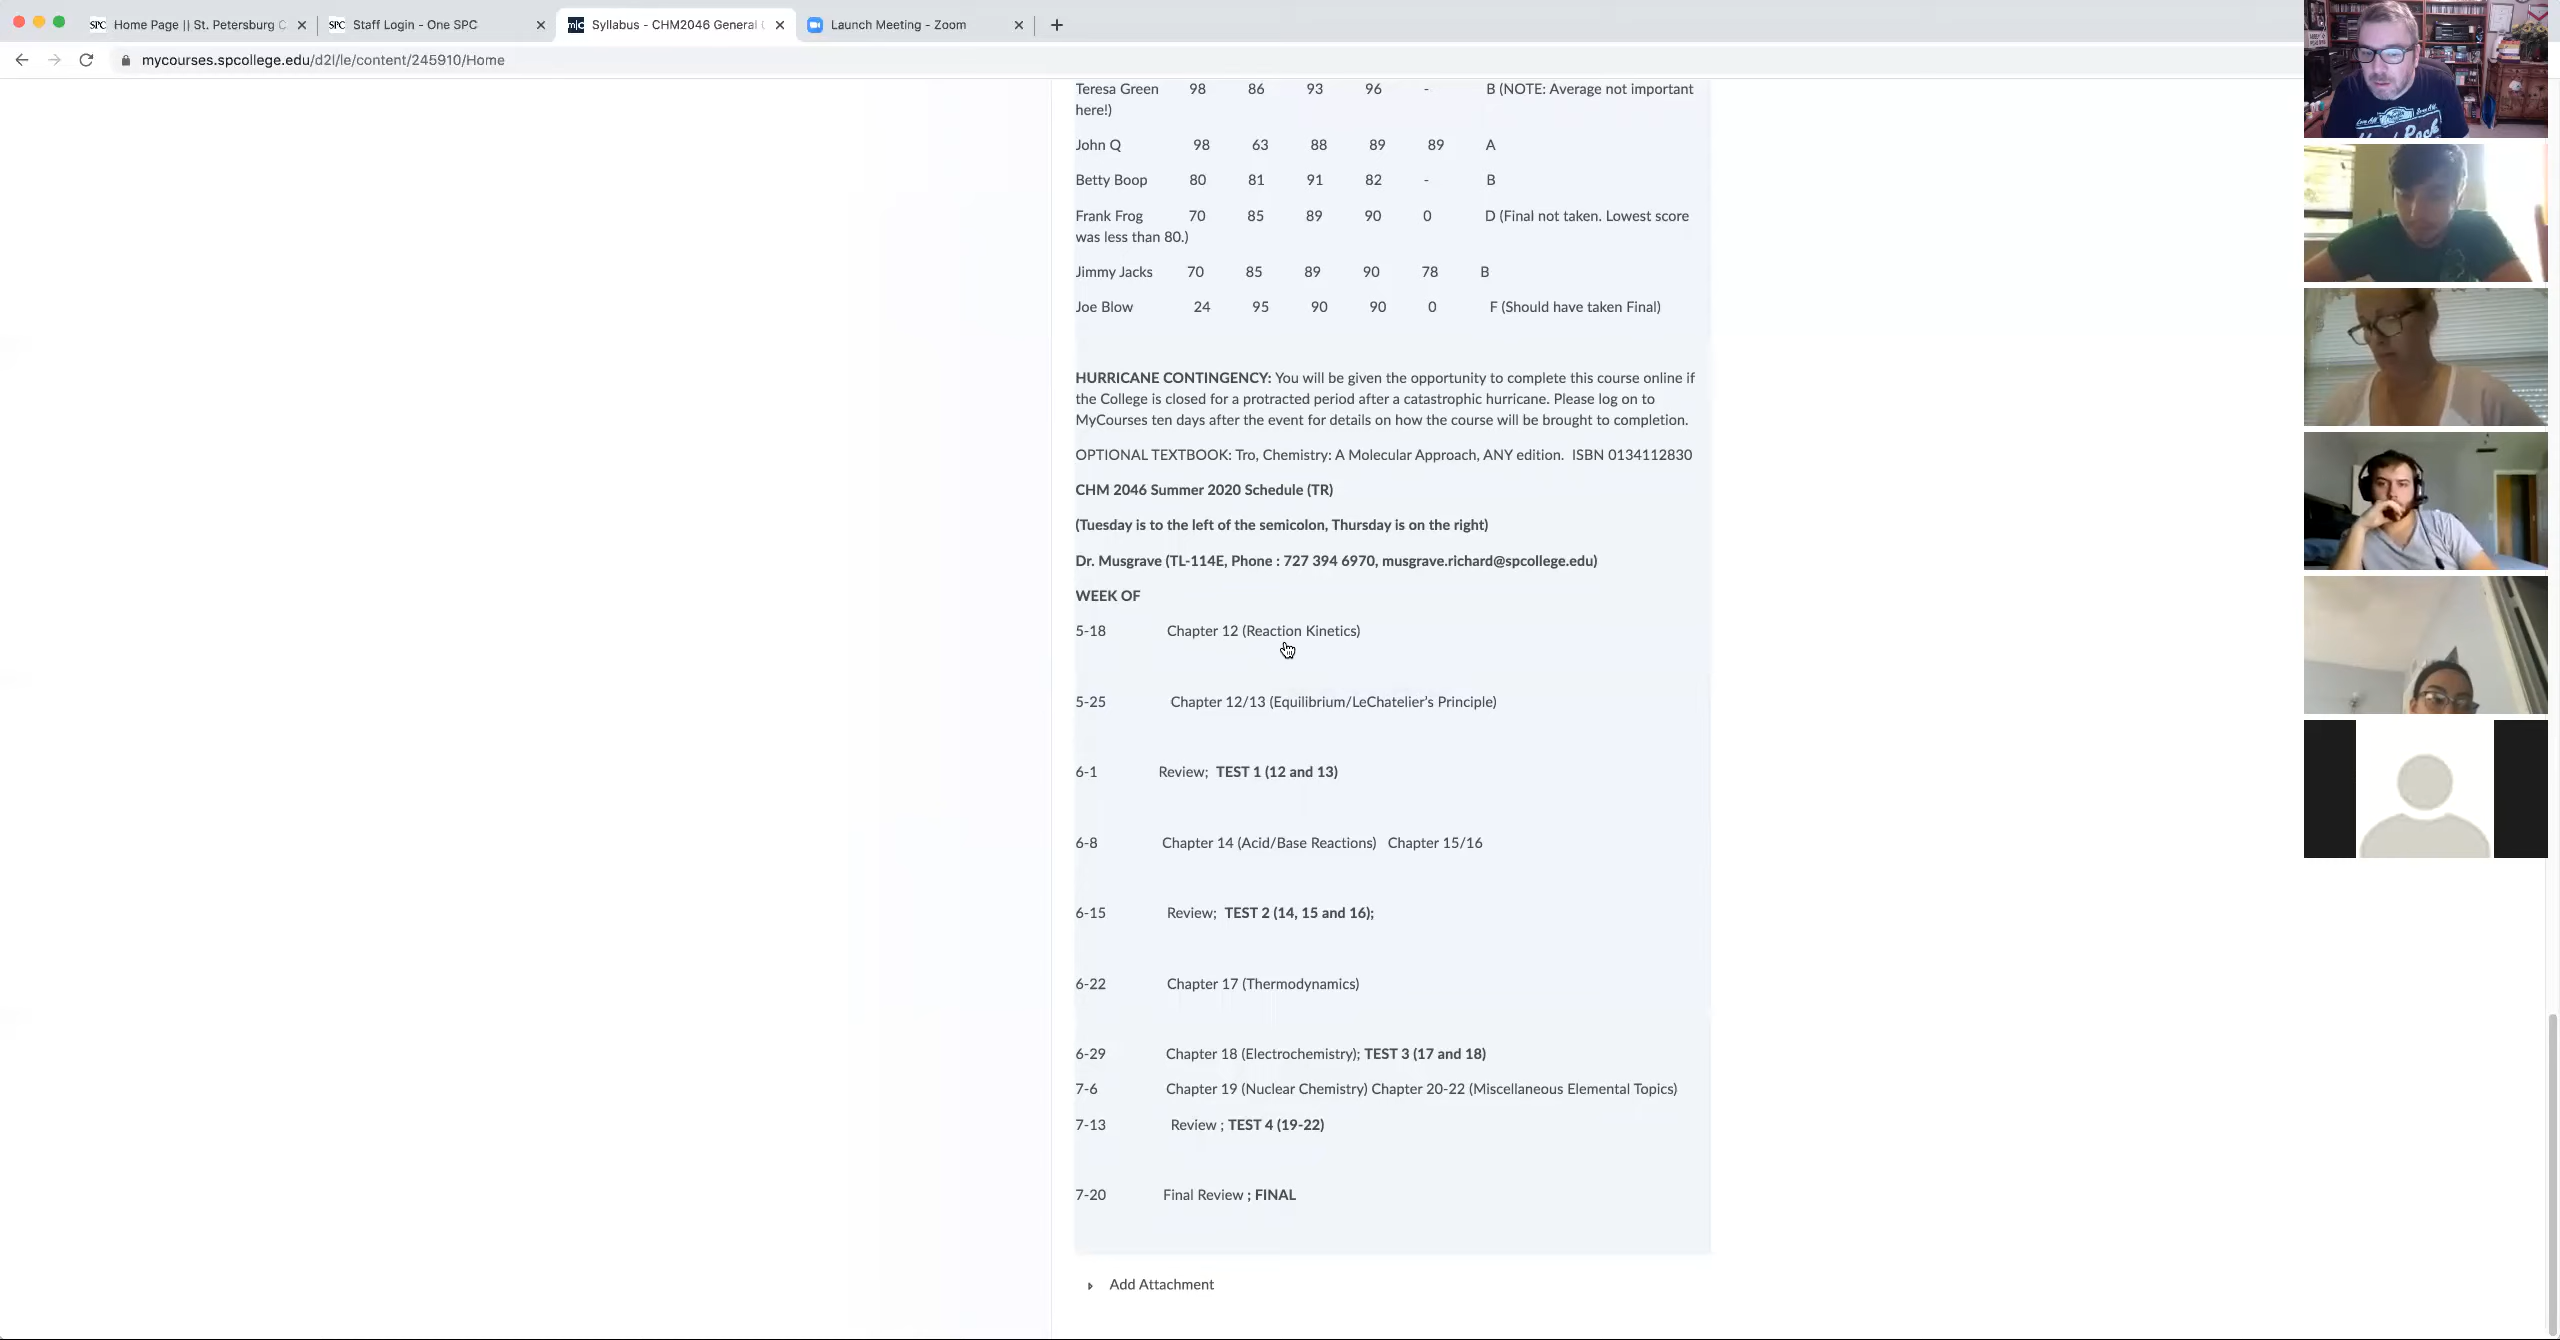 Home Page || St. Petersburg C
Staff Login - One SPC
Syllabus - CHM2046 General C
Launch Meeting - Zoom
mycourses.spcollege.edu/d2l/le/content/245910/Home
Teresa Green 98 86 93 96 - B (NOTE: Average not important
here!)
John Q 98 63 88 89 89 A
Betty Boop 80 81 91 82 - B
Frank Frog 70 85 89 90 0 D (Final not taken. Lowest score
was less than 80.)
Jimmy Jacks 70 85 89 90 78 B
Joe Blow 24 95 90 90 0 F (Should have taken Final)
HURRICANE CONTINGENCY: You will be given the opportunity to complete this course online if
the College is closed for a protracted period after a catastrophic hurricane. Please log on to
MyCourses ten days after the event for details on how the course will be brought to completion.
OPTIONAL TEXTBOOK: Tro, Chemistry: A Molecular Approach, ANY edition. ISBN 0134112830
CHM 2046 Summer 2020 Schedule (TR)
(Tuesday is to the left of the semicolon, Thursday is on the right)
Dr. Musgrave (TL-114E, Phone : 727 394 6970, musgrave.richard@spcollege.edu)
WEEK OF
5-18 Chapter 12 (Reaction Kinetics)
5-25 Chapter 12/13 (Equilibrium/LeChatelier’s Principle)
6-1 Review; TEST 1 (12 and 13)
6-8 Chapter 14 (Acid/Base Reactions) Chapter 15/16
6-15 Review; TEST 2 (14, 15 and 16);
6-22 Chapter 17 (Thermodynamics)
6-29 Chapter 18 (Electrochemistry); TEST 3 (17 and 18)
7-6 Chapter 19 (Nuclear Chemistry) Chapter 20-22 (Miscellaneous Elemental Topics)
7-13 Review ; TEST 4 (19-22)
7-20 Final Review ; FINAL
Add Attachment